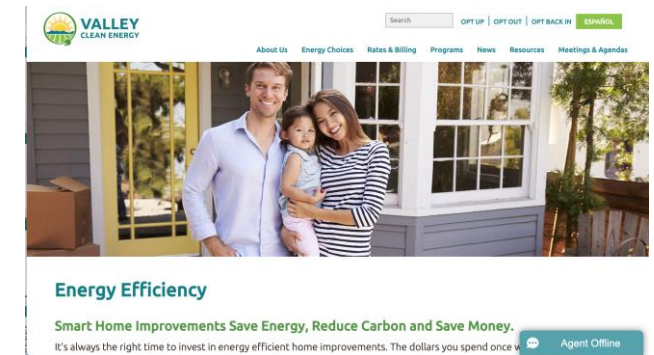 VALLEY
CLEAN ENERGY
Search
OPT UP | OPT OUT | OPT BACK IN
ESPAÑOL
About Us Energy Choices Rates & Billing Programs News Resources Meetings & Agendas
Energy Efficiency
Smart Home Improvements Save Energy, Reduce Carbon and Save Money.
It's always the right time to invest in energy efficient home improvements. The dollars you spend once
Agent Offline